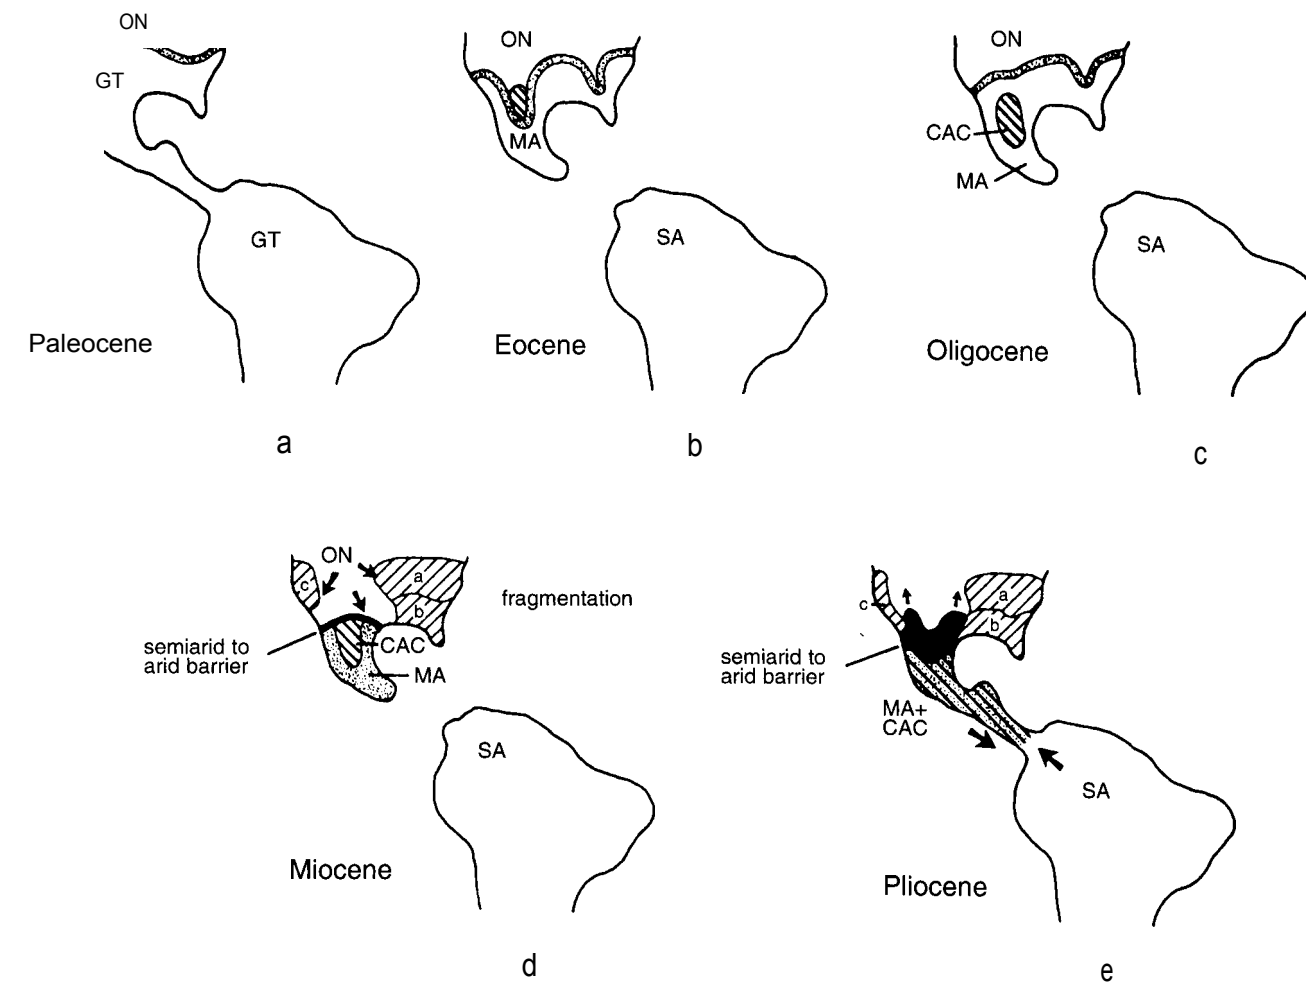 ON
GT
GT
Paleocene
a
ON
MA
SA
Eocene
b
ON
CAC
MA
SA
Oligocene
c
ON
c
a
b
fragmentation
semiarid to
arid barrier
CAC
MA
SA
Miocene
d
c
a
b
semiarid to
arid barrier
MA+
CAC
SA
Pliocene
e